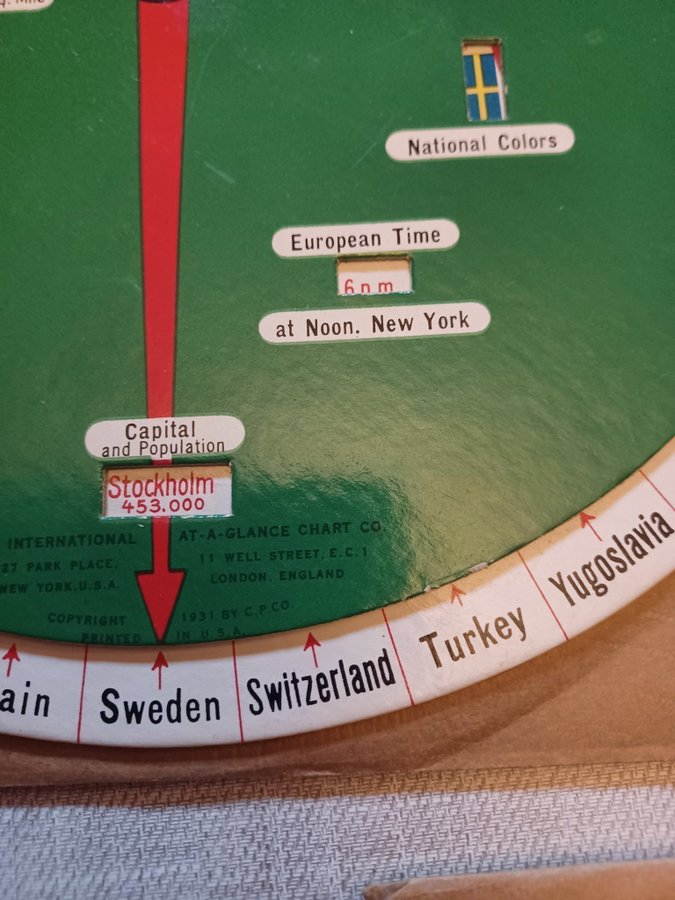 National Colors
European Time
6 p m
at Noon. New York
Capital
and Population
Stockholm
453.000
INTERNATIONAL AT-A-GLANCE CHART CO.
27 PARK PLACE, 11 WELL STREET, E.C.1
NEW YORK, U.S.A. LONDON, ENGLAND
COPYRIGHT 1931 BY C.P.CO.
PRINTED IN U.S.A.
ain Sweden Switzerland Turkey Yugoslavia